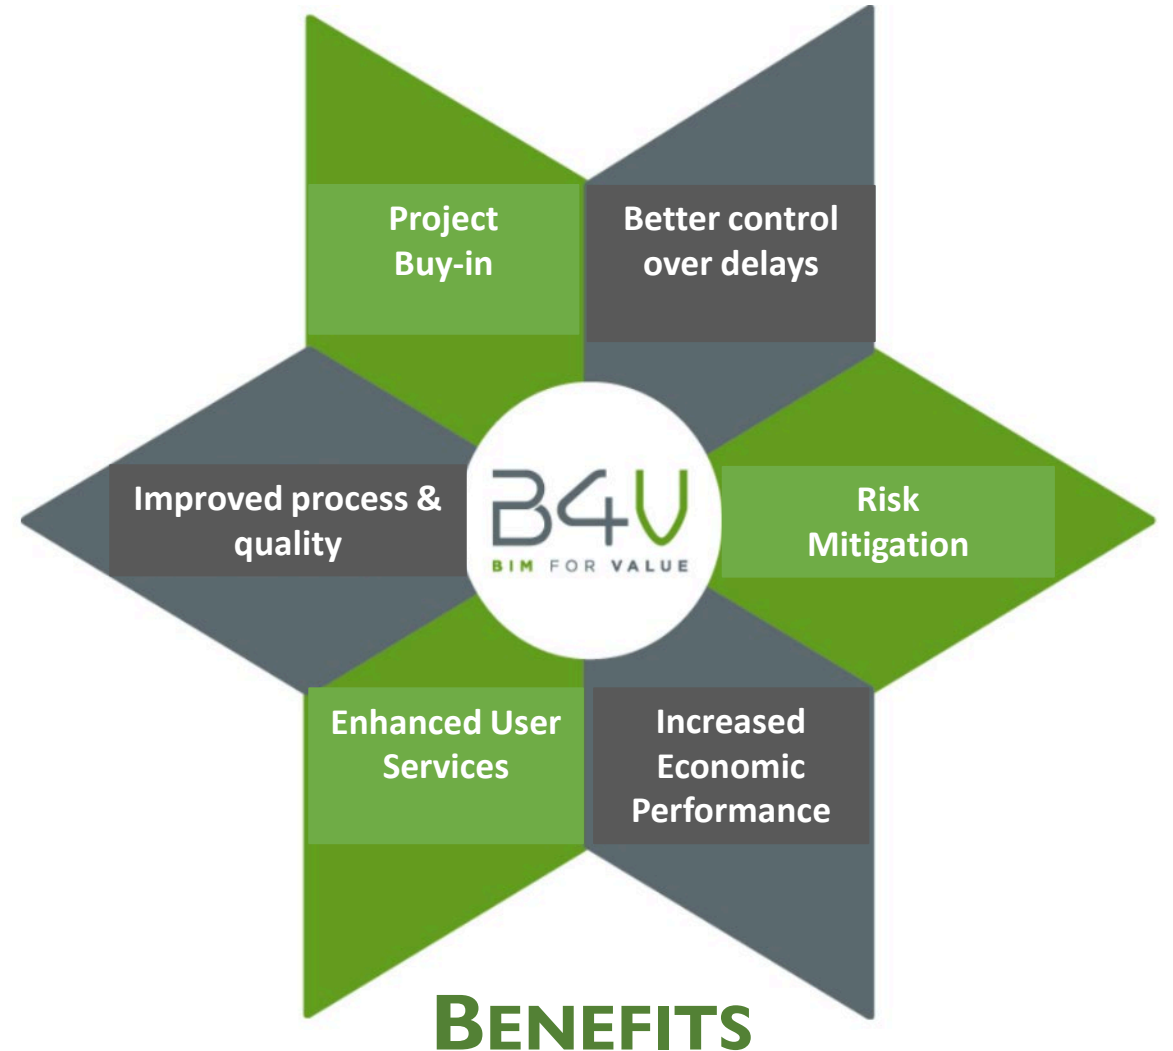 Project
Buy-in
Better control
over delays
Improved process &
quality
B4V
BIM FOR VALUE
Risk
Mitigation
Enhanced User
Services
Increased
Economic
Performance
BENEFITS